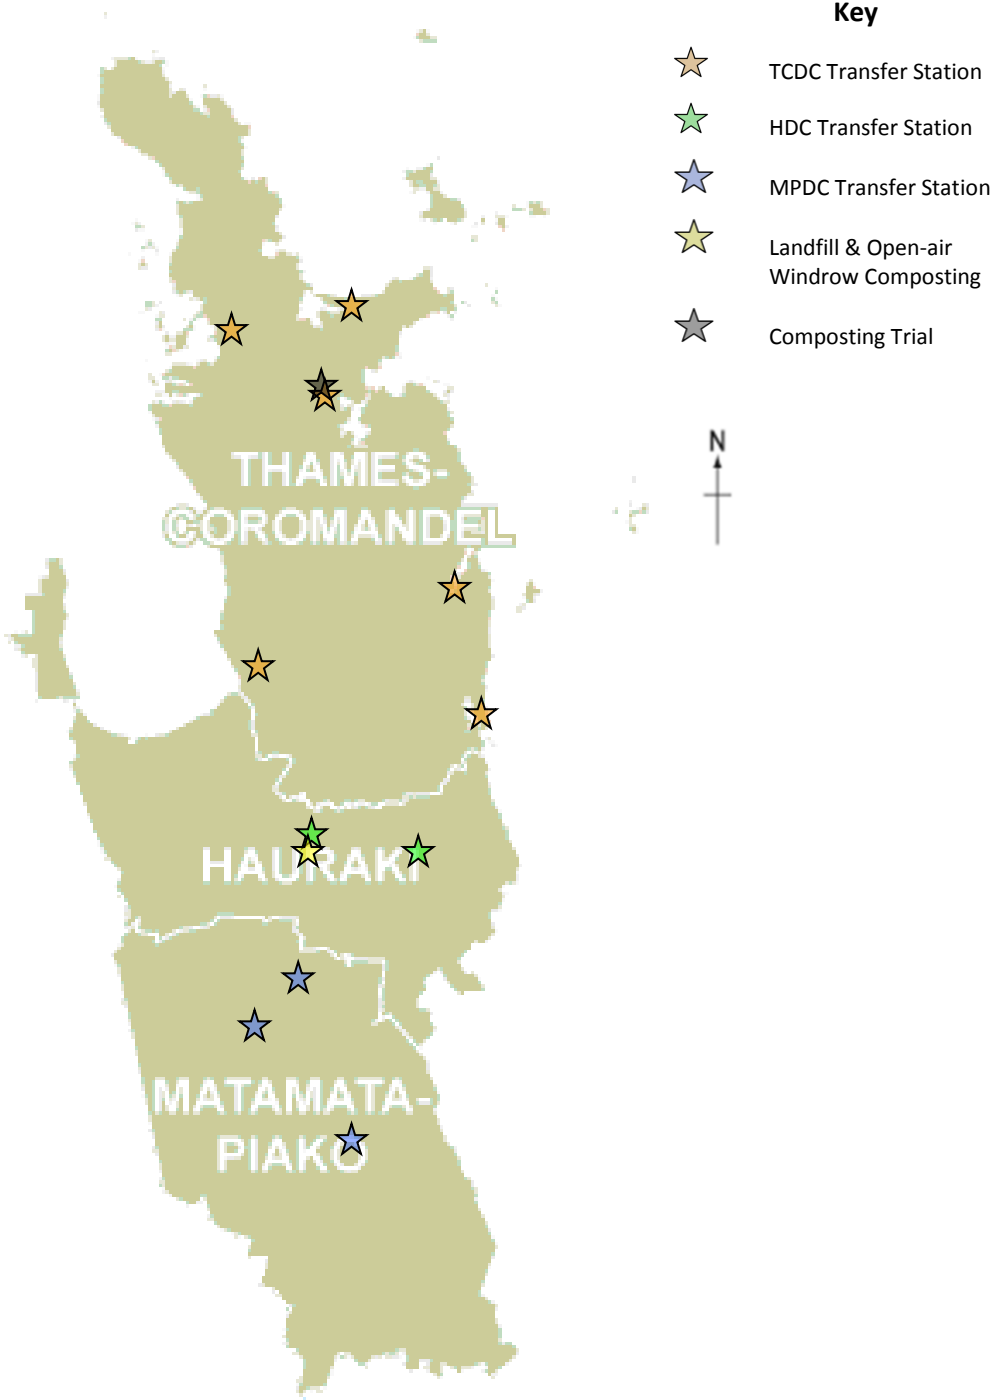 Key
TCDC Transfer Station
HDC Transfer Station
MPDC Transfer Station
Landfill & Open-air
Windrow Composting
Composting Trial
N
THAMES-
COROMANDEL
HAURAKI
MATAMATA-
PIAKO